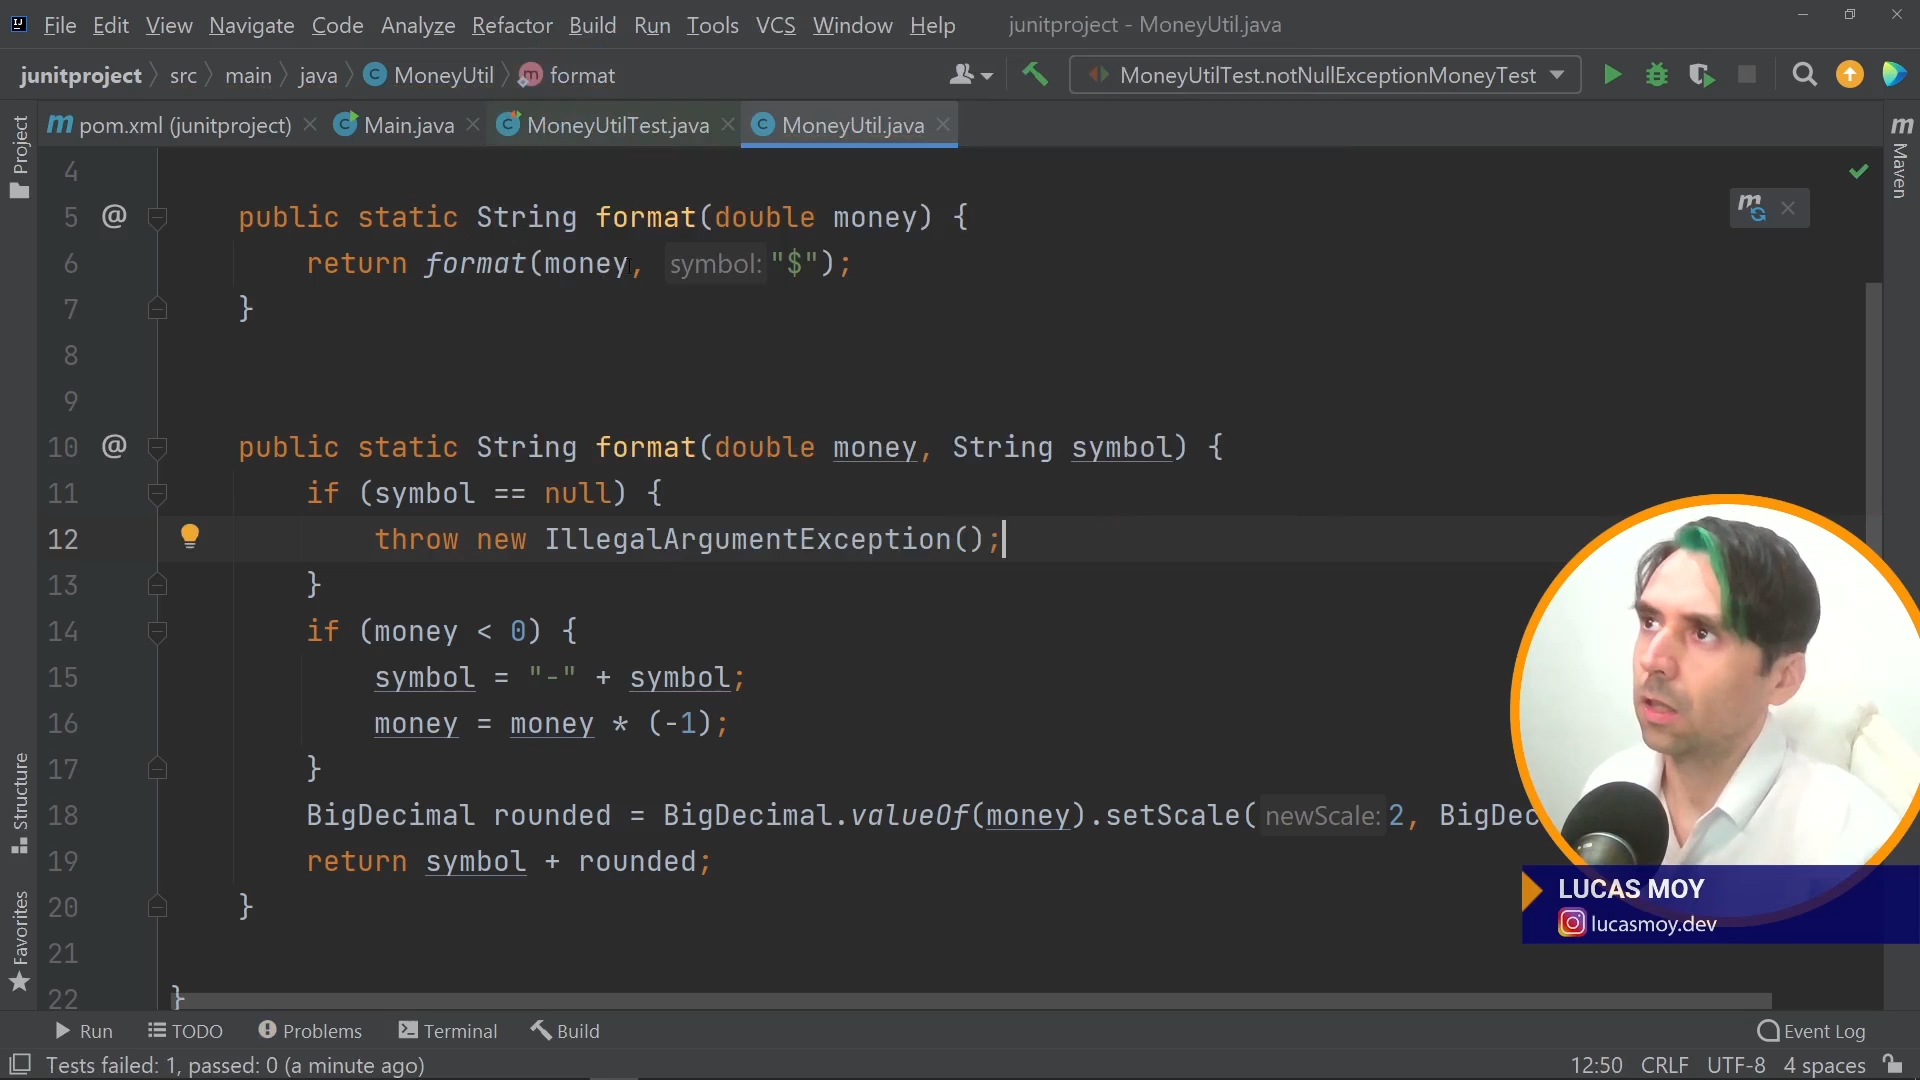 File Edit View Navigate Code Analyze Refactor Build Run Tools VCS Window Help junitproject - MoneyUtil.java
junitproject src main java C MoneyUtil m format MoneyUtilTest.notNullExceptionMoneyTest
m pom.xml (junitproject) C Main.java C MoneyUtilTest.java C MoneyUtil.java
Project
m Maven
4
5 @ public static String format(double money) {
6 return format(money, symbol: "$");
7 }
8
9
10 @ public static String format(double money, String symbol) {
11 if (symbol == null) {
12 throw new IllegalArgumentException();
13 }
14 if (money < 0) {
15 symbol = "-" + symbol;
16 money = money * (-1);
17 }
18 BigDecimal rounded = BigDecimal.valueOf(money).setScale( newScale: 2, BigDec
19 return symbol + rounded;
20 }
21
22 }
Structure
Favorites
LUCAS MOY
lucasmoy.dev
Run TODO Problems Terminal Build Event Log
Tests failed: 1, passed: 0 (a minute ago) 12:50 CRLF UTF-8 4 spaces